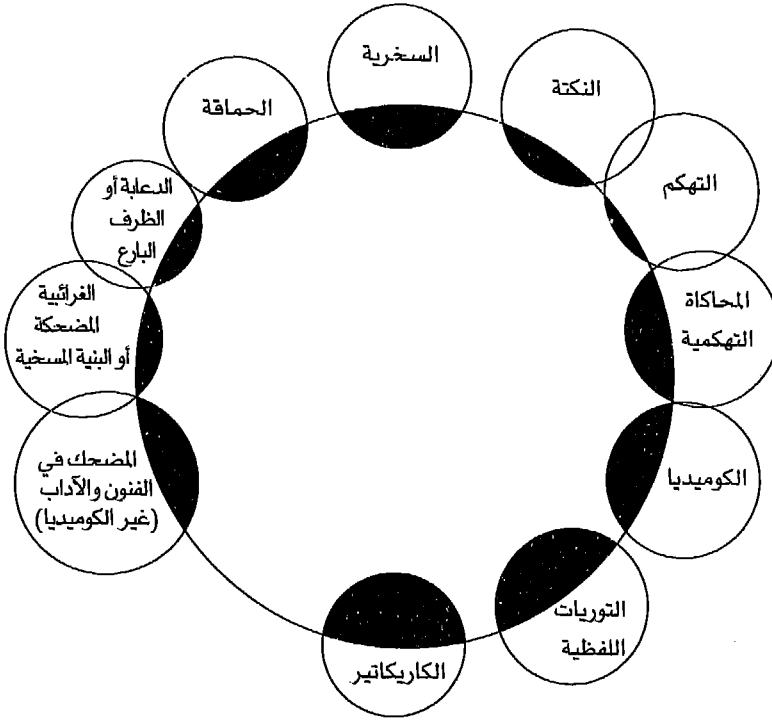 السخرية
النكتة
التهكم
المحاكاة
التهكمية
الكوميديا
التوريات
اللفظية
الكاريكاتير
المضحك في
الفنون والآداب
(غير الكوميديا)
الغرائبية
المضحكة
أو البنية المسخية
الدعابة أو
الظرف
البارع
الحماقة